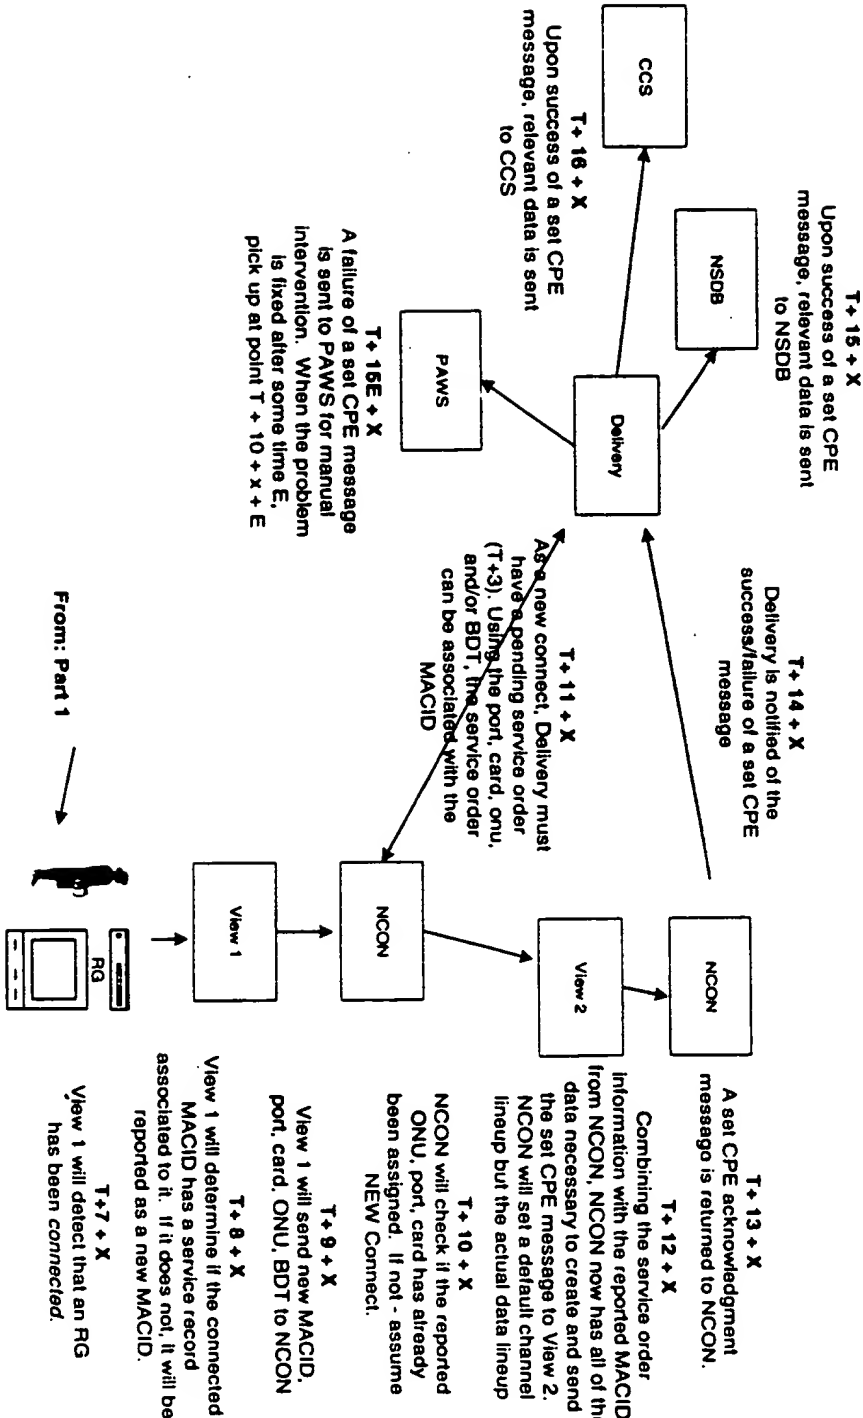 T+ 15 + X
Upon success of a set CPE
message, relevant data is sent
to NSDB
CCS
NSDB
T+ 16 + X
Upon success of a set CPE
message, relevant data is sent
to CCS
Delivery
PAWS
T+ 15E + X
A failure of a set CPE message
is sent to PAWS for manual
intervention. When the problem
is fixed after some time E,
pick up at point T + 10 + x + E
T+ 14 + X
Delivery is notified of the
success/failure of a set CPE
message
T+ 11 + X
As a new connect, Delivery must
have a pending service order
(T+3). Using the port, card, onu,
and/or BDT, the service order
can be associated with the
MACID
From: Part 1
NCON
View 2
NCON
View 1
RG
T+ 13 + X
A set CPE acknowledgment
message is returned to NCON.
T+ 12 + X
Combining the service order
information with the reported MACID
from NCON, NCON now has all of the
data necessary to create and send
the set CPE message to View 2.
NCON will set a default channel
lineup but the actual data lineup
T+ 10 + X
NCON will check if the reported
ONU, port, card has already
been assigned. If not - assume
NEW Connect.
T+ 9 + X
View 1 will send new MACID,
port, card, ONU, BDT to NCON
T+ 8 + X
View 1 will determine if the connected
MACID has a service record
associated to it. If it does not, it will be
reported as a new MACID.
T+7 + X
View 1 will detect that an RG
has been connected.